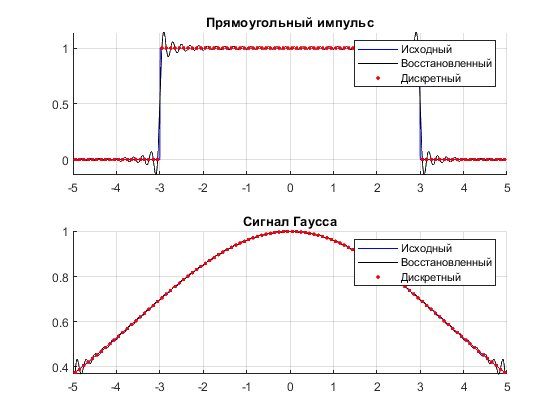 Прямоугольный импульс
Исходный
Восстановленный
Дискретный
1
0.5
0
-5 -4 -3 -2 -1 0 1 2 3 4 5
Сигнал Гаусса
Исходный
Восстановленный
Дискретный
1
0.8
0.6
0.4
-5 -4 -3 -2 -1 0 1 2 3 4 5